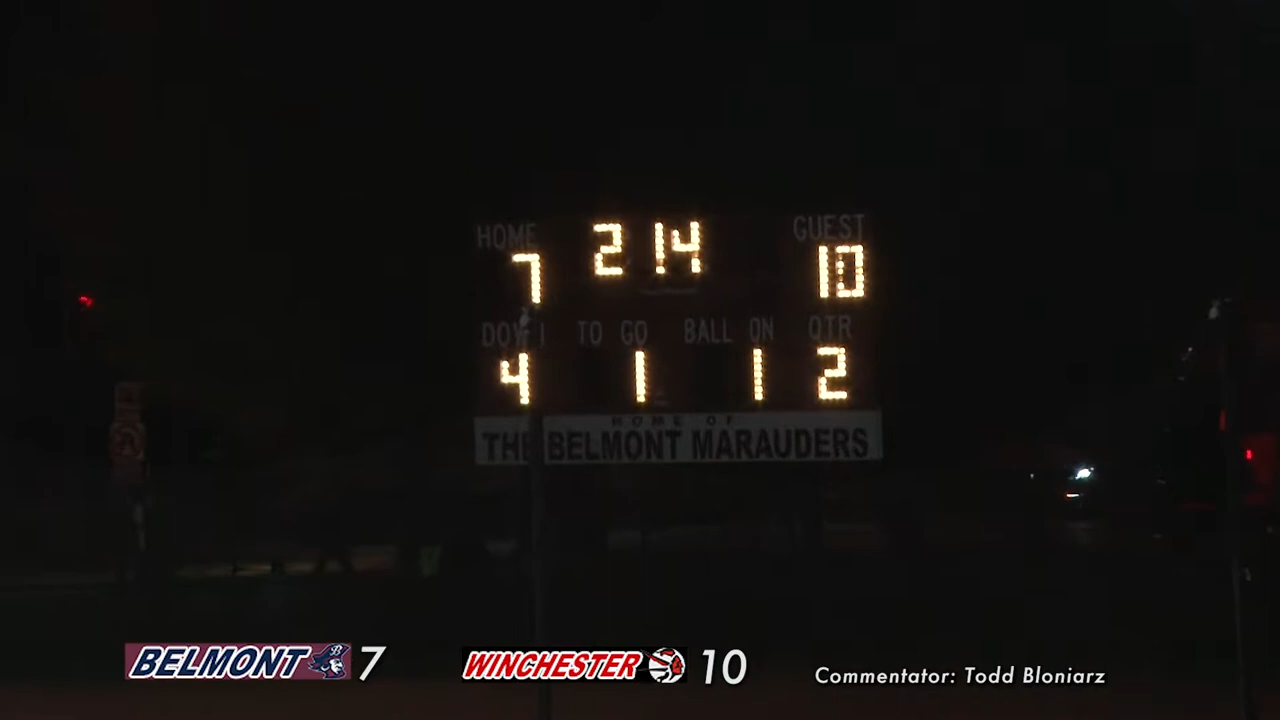 HOME 2 14 GUEST
7 10
DOWN TO GO BALL ON QTR
4 1 1 2
HOME OF
THE BELMONT MARAUDERS
BELMONT 7 WINCHESTER 10 Commentator: Todd Bloniarz